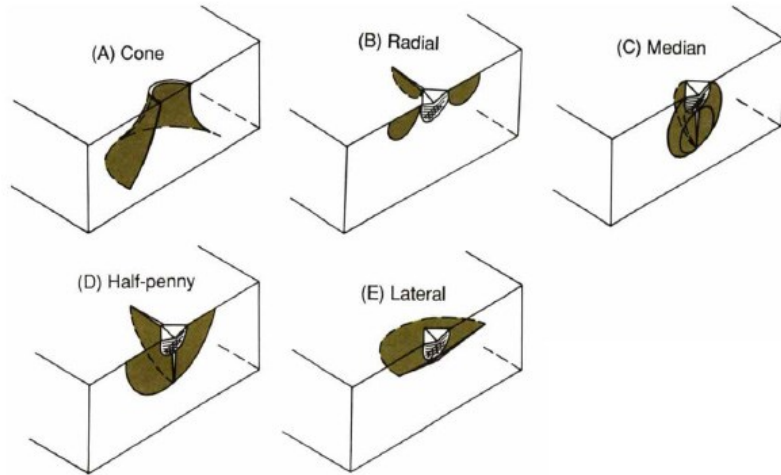 (A) Cone
(B) Radial
(C) Median
(D) Half-penny
(E) Lateral